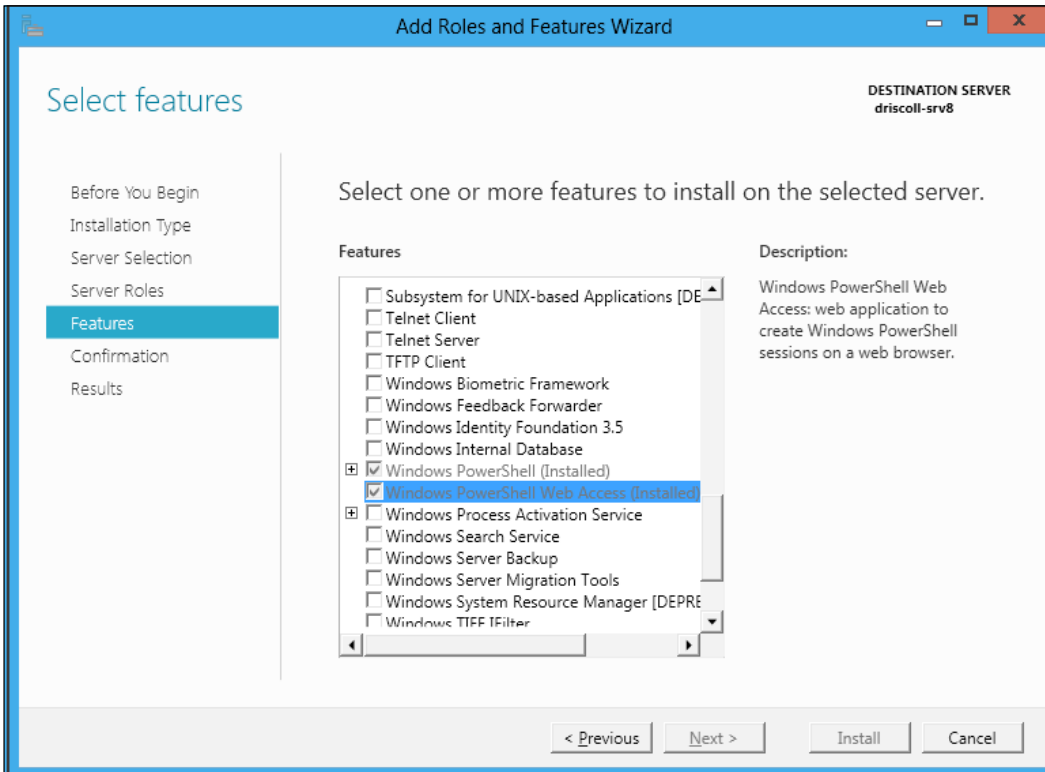 Add Roles and Features Wizard
x
Select features
DESTINATION SERVER
driscoll-srv8
Before You Begin
Installation Type
Server Selection
Server Roles
Features
Confirmation
Results
Select one or more features to install on the selected server.
Features
Subsystem for UNIX-based Applications [DE
Telnet Client
Telnet Server
TFTP Client
Windows Biometric Framework
Windows Feedback Forwarder
Windows Identity Foundation 3.5
Windows Internal Database
Windows PowerShell (Installed)
Windows PowerShell Web Access (Installed)
Windows Process Activation Service
Windows Search Service
Windows Server Backup
Windows Server Migration Tools
Windows System Resource Manager [DEPRE
Windows TIFF IFilter
Description:
Windows PowerShell Web
Access: web application to
create Windows PowerShell
sessions on a web browser.
< Previous
Next >
Install
Cancel